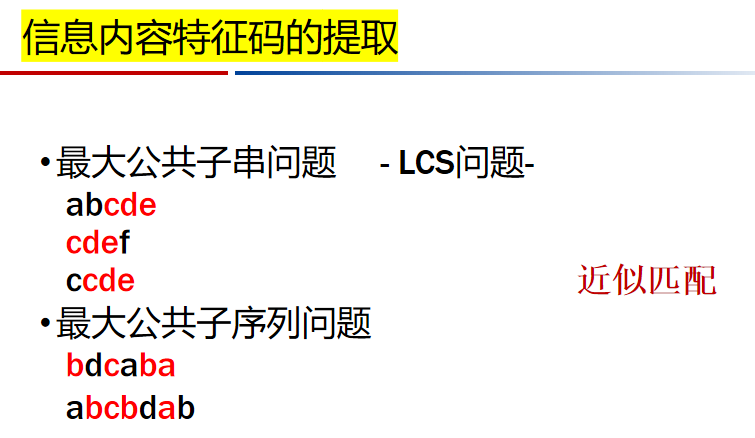 信息内容特征码的提取
•最大公共子串问题 - LCS问题-
abcde
cdef
ccde
近似匹配
•最大公共子序列问题
bdcaba
abcbdab